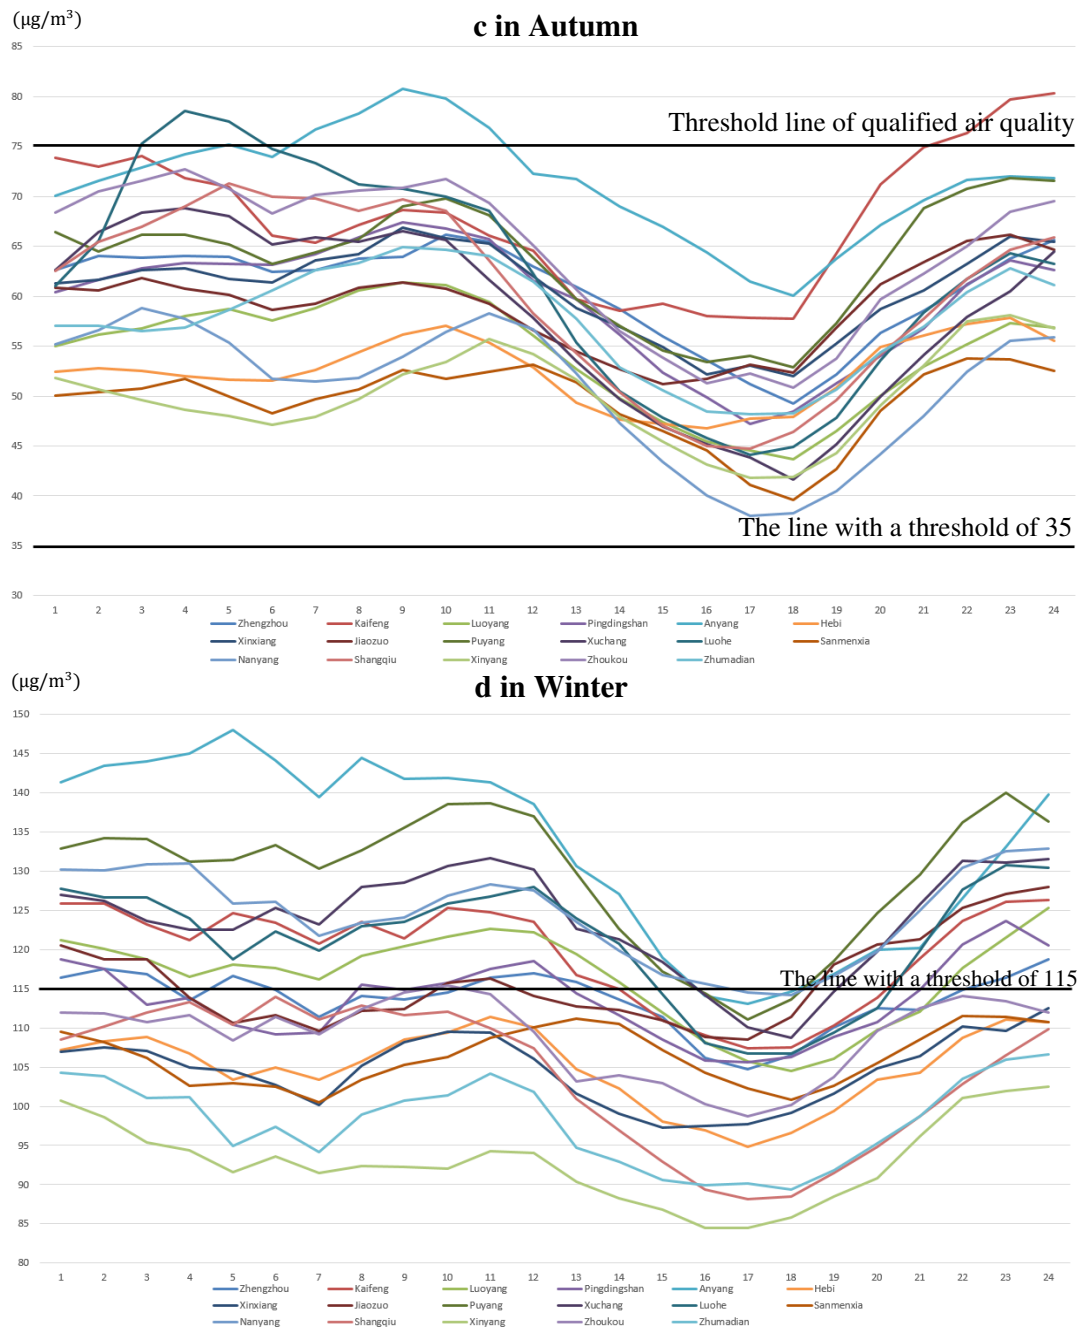 (μg/m³)
c in Autumn
85
80
Threshold line of qualified air quality
75
70
65
60
55
50
45
40
The line with a threshold of 35
35
30
1 2 3 4 5 6 7 8 9 10 11 12 13 14 15 16 17 18 19 20 21 22 23 24
Zhengzhou Kaifeng Luoyang Pingdingshan Anyang Hebi
Xinxiang Jiaozuo Puyang Xuchang Luohe Sanmenxia
Nanyang Shangqiu Xinyang Zhoukou Zhumadian
(μg/m³)
d in Winter
150
145
140
135
130
125
120
The line with a threshold of 115
115
110
105
100
95
90
85
80
1 2 3 4 5 6 7 8 9 10 11 12 13 14 15 16 17 18 19 20 21 22 23 24
Zhengzhou Kaifeng Luoyang Pingdingshan Anyang Hebi
Xinxiang Jiaozuo Puyang Xuchang Luohe Sanmenxia
Nanyang Shangqiu Xinyang Zhoukou Zhumadian